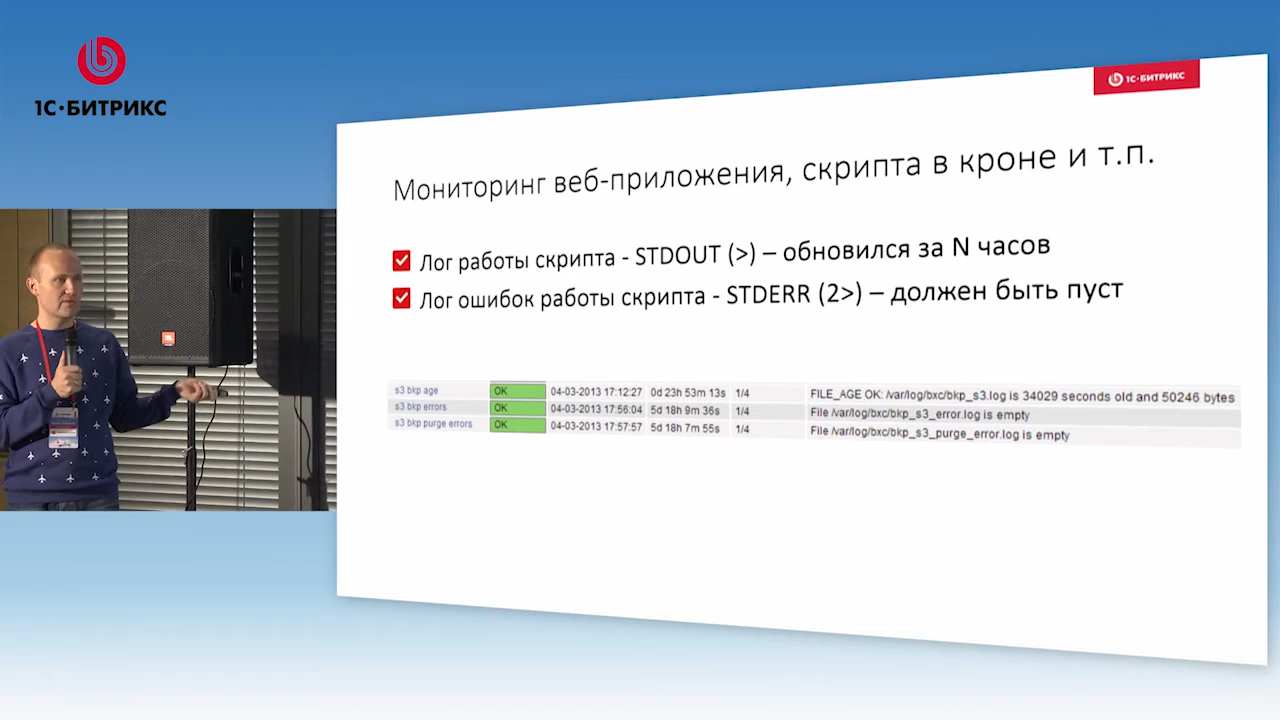 1С·БИТРИКС
1С·БИТРИКС
Мониторинг веб-приложения, скрипта в кроне и т.п.
Лог работы скрипта - STDOUT (>) – обновился за N часов
Лог ошибок работы скрипта - STDERR (2>) – должен быть пуст
s3 bkp age OK 04-03-2013 17:12:27 0d 23h 53m 13s 1/4 FILE_AGE OK: /var/log/bxc/bkp_s3.log is 34029 seconds old and 50246 bytes
s3 bkp errors OK 04-03-2013 17:56:04 5d 18h 9m 36s 1/4 File /var/log/bxc/bkp_s3_error.log is empty
s3 bkp purge errors OK 04-03-2013 17:57:57 5d 18h 7m 55s 1/4 File /var/log/bxc/bkp_s3_purge_error.log is empty